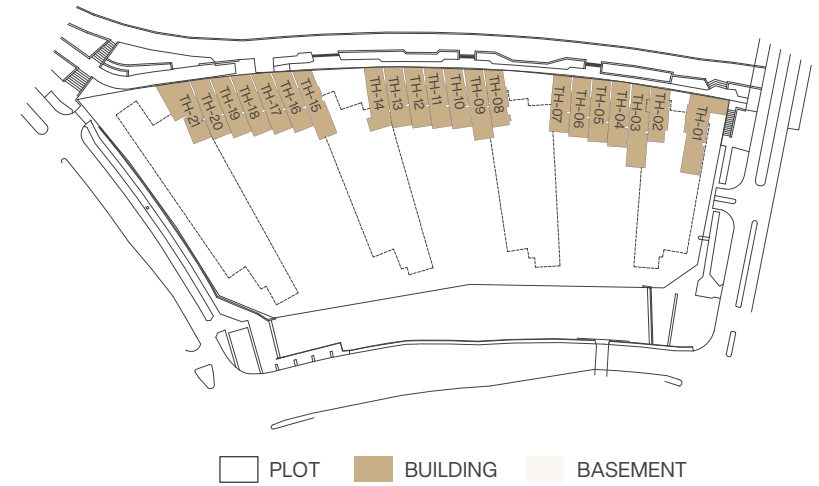 TH-21
TH-20
TH-19
TH-18
TH-17
TH-16
TH-15
TH-14
TH-13
TH-12
TH-11
TH-10
TH-09
TH-08
TH-07
TH-06
TH-05
TH-04
TH-03
TH-02
TH-01
PLOT BUILDING BASEMENT